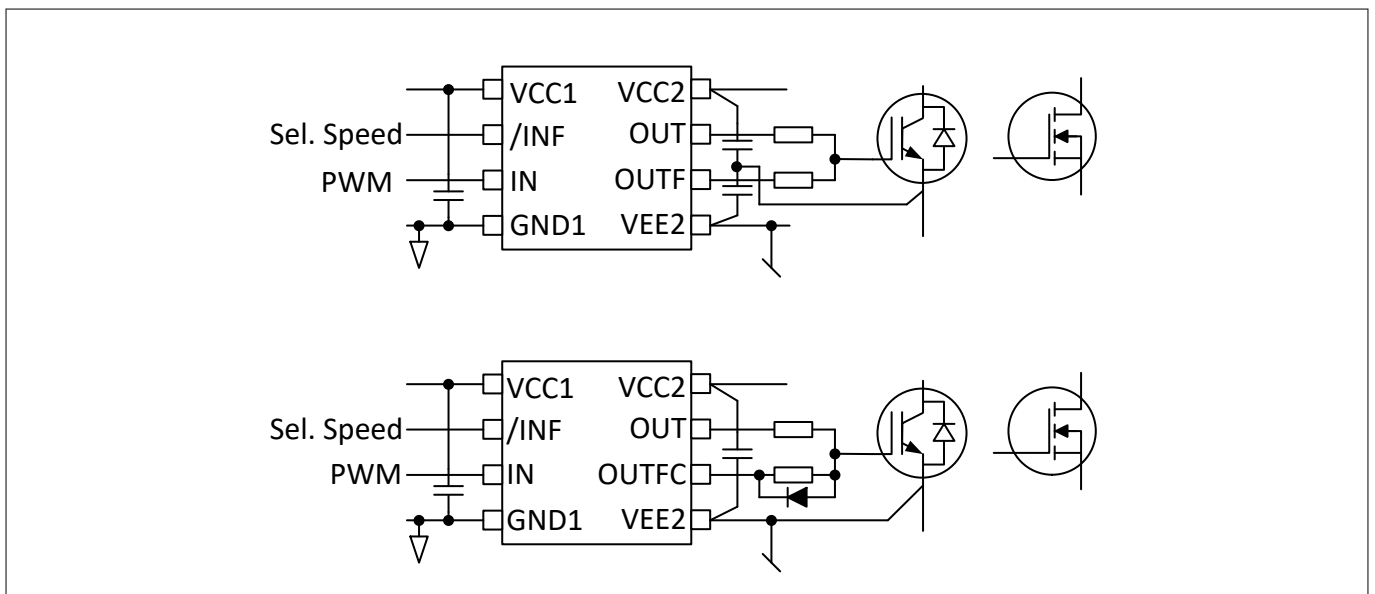 VCC1 VCC2
Sel. Speed /INF OUT
PWM IN OUTF
GND1 VEE2
VCC1 VCC2
Sel. Speed /INF OUT
PWM IN OUTFC
GND1 VEE2